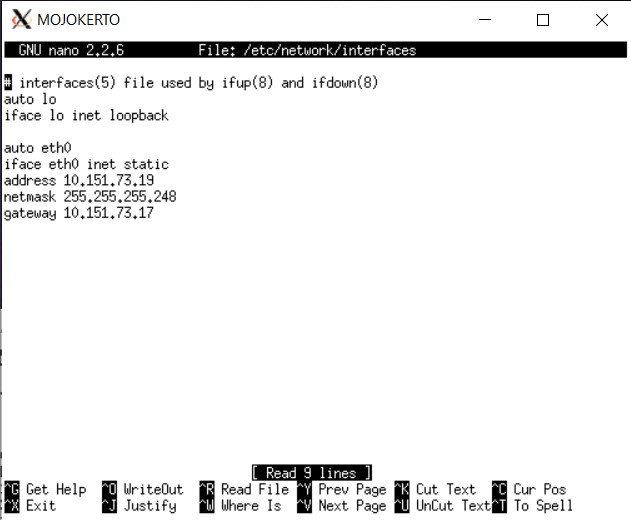 MOJOKERTO
GNU nano 2.2.6 File: /etc/network/interfaces
# interfaces(5) file used by ifup(8) and ifdown(8)
auto lo
iface lo inet loopback
auto eth0
iface eth0 inet static
address 10.151.73.19
netmask 255.255.255.248
gateway 10.151.73.17
[ Read 9 lines ]
^G Get Help ^O WriteOut ^R Read File ^Y Prev Page ^K Cut Text ^C Cur Pos
^X Exit ^J Justify ^W Where Is ^V Next Page ^U UnCut Text ^T To Spell